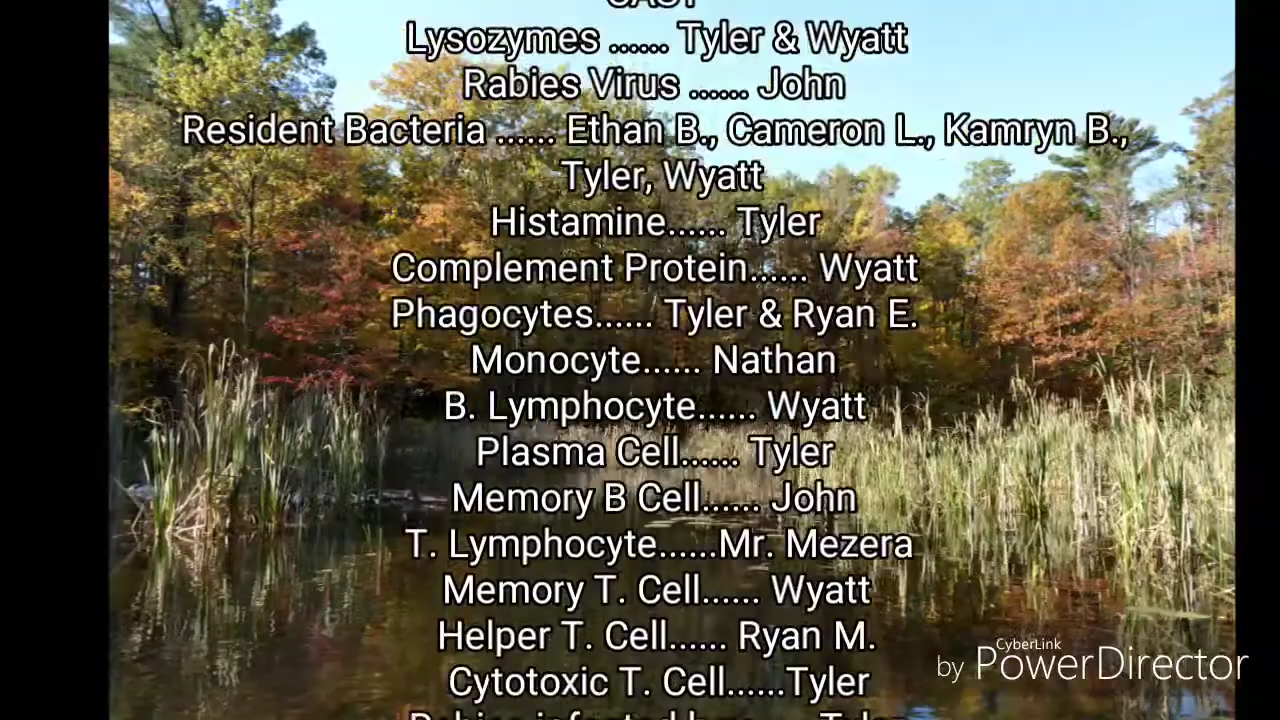 CAST
Lysozymes ...... Tyler & Wyatt
Rabies Virus ...... John
Resident Bacteria ...... Ethan B., Cameron L., Kamryn B.,
Tyler, Wyatt
Histamine...... Tyler
Complement Protein...... Wyatt
Phagocytes...... Tyler & Ryan E.
Monocyte...... Nathan
B. Lymphocyte...... Wyatt
Plasma Cell...... Tyler
Memory B Cell...... John
T. Lymphocyte......Mr. Mezera
Memory T. Cell...... Wyatt
Helper T. Cell...... Ryan M.
Cytotoxic T. Cell......Tyler
CyberLink
by PowerDirector